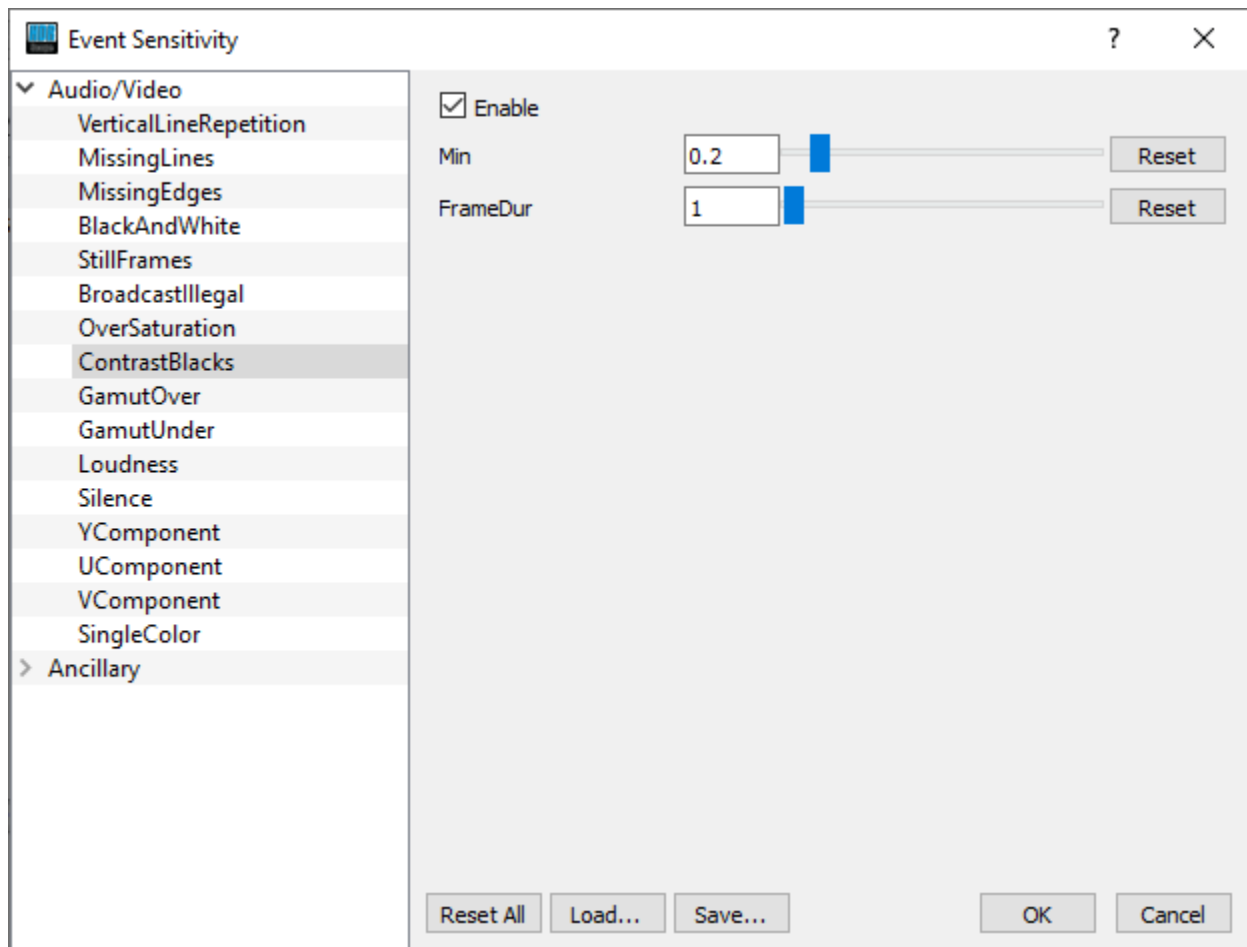 Event Sensitivity
?
Audio/Video
VerticalLineRepetition
MissingLines
MissingEdges
BlackAndWhite
StillFrames
BroadcastIllegal
OverSaturation
ContrastBlacks
GamutOver
GamutUnder
Loudness
Silence
YComponent
UComponent
VComponent
SingleColor
Ancillary
Enable
Min 0.2 Reset
FrameDur 1 Reset
Reset All Load... Save... OK Cancel